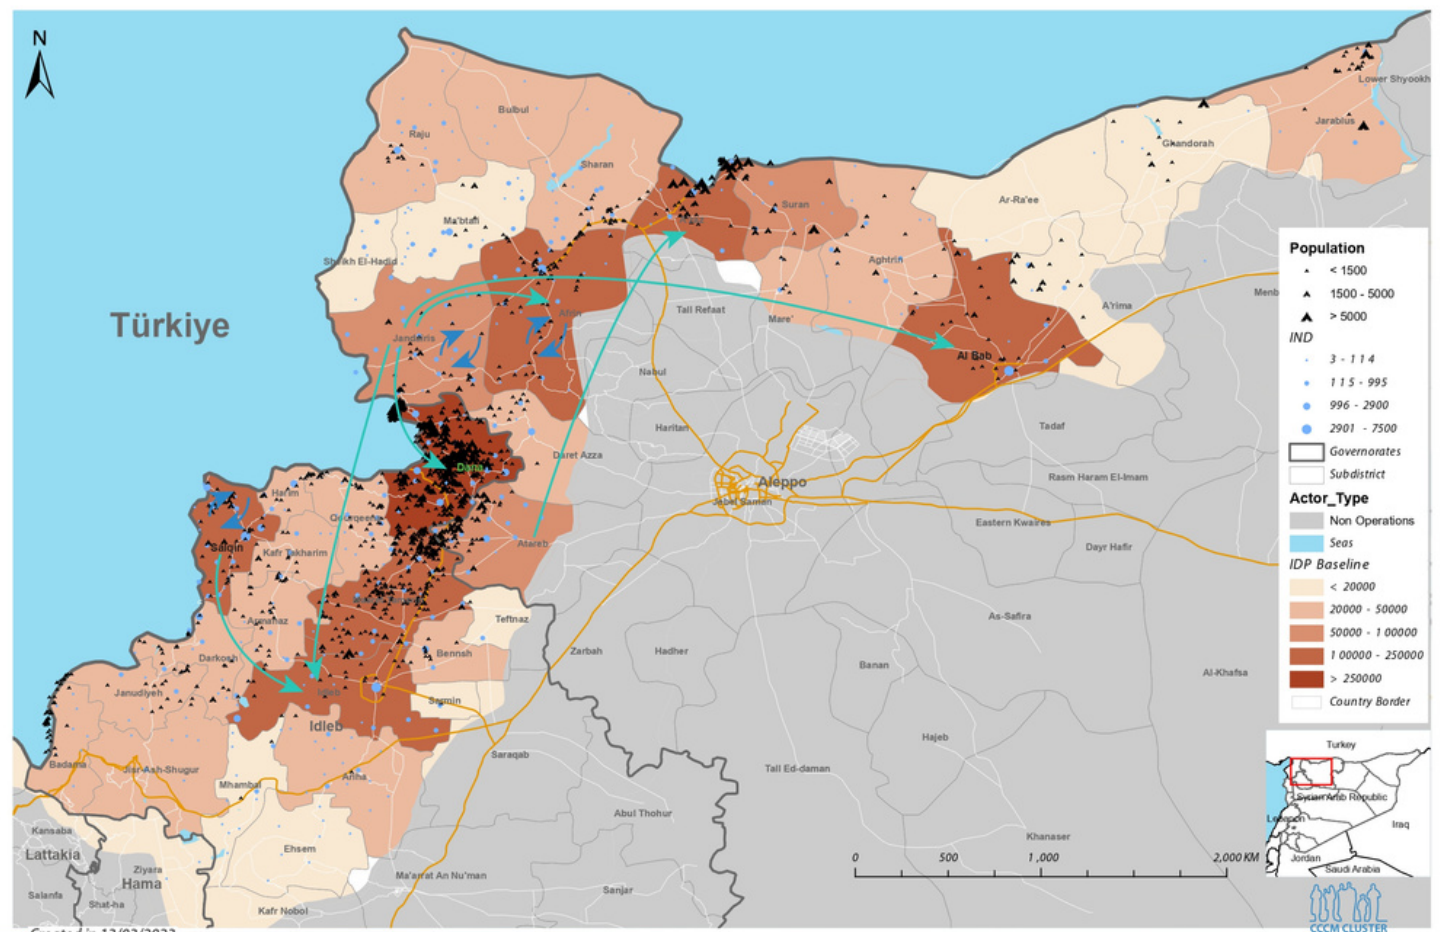 N
Lower Shyookh
Bulbul
Jarablus
Raju
Ghandorah
Sharan
Ar-Ra'ee
Suran
Ma'btali
Population
Sheikh El-Hadid
Aghtrin
< 1500
A'rima
Menb
1500 - 5000
Türkiye
Tall Refaat
Mare'
Afrin
> 5000
Jandairis
IND
Al Bab
3 - 114
Nabul
115 - 995
996 - 2900
Haritan
Tadaf
2901 - 7500
Daret Azza
Governorates
Dana
Rasm Haram El-Imam
Subdistrict
Aleppo
Harim
Jebel Saman
Actor_Type
Qourqeena
Eastern Kwaires
Non Operations
Atareb
Salqin
Kafr Takharim
Dayr Hafir
Seas
IDP Baseline
< 20000
Armanaz
Teftnaz
As-Safira
20000 - 50000
50000 - 100000
Darkosh
Bennsh
Zarbah
Hadher
Banan
100000 - 250000
Al-Khafsa
Janudiyeh
Idleb
> 250000
Sarmin
Country Border
Idleb
Hajeb
Turkey
Badama
Jisr-Ash-Shugur
Ariha
Saraqab
Tall Ed-daman
Mhambal
Syrian Arab Republic
Abul Thohur
Lebanon
Iraq
Kansaba
Khanaser
Lattakia
Ehsem
0 500 1,000 2,000 KM
Jordan
Ziyara
Saudi Arabia
Hama
Ma'arrat An Nu'man
Salanfa
Shat-ha
Sanjar
Kafr Nobol
CCCM CLUSTER